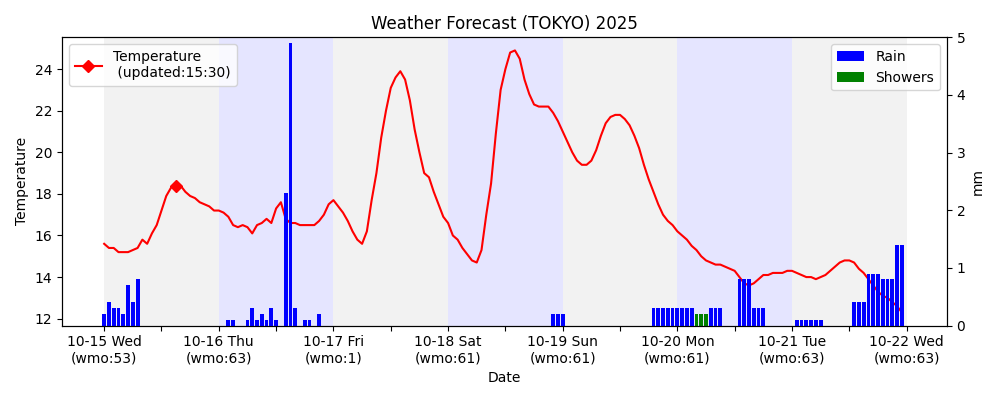 Weather Forecast (TOKYO) 2025
Temperature
(updated:15:30)
Rain
Showers
Temperature
24
22
20
18
16
14
12
5
4
3
2
1
0
mm
10-15 Wed
(wmo:53)
10-16 Thu
(wmo:63)
10-17 Fri
(wmo:1)
10-18 Sat
(wmo:61)
10-19 Sun
(wmo:61)
10-20 Mon
(wmo:61)
10-21 Tue
(wmo:63)
10-22 Wed
(wmo:63)
Date